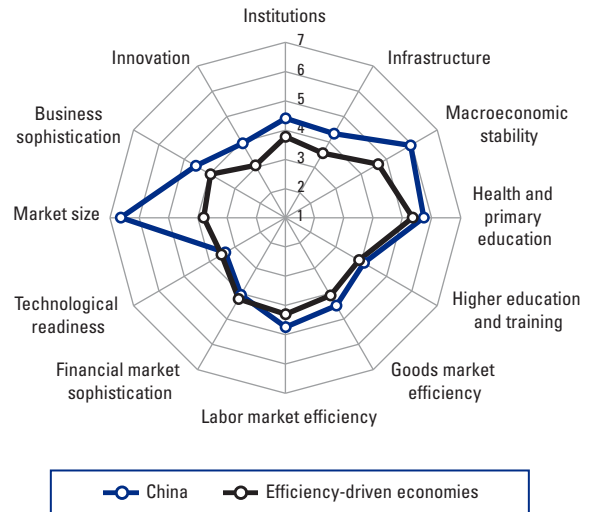 Institutions
7
6
5
4
3
2
1
Innovation
Infrastructure
Business
sophistication
Macroeconomic
stability
Market size
Health and
primary
education
Technological
readiness
Higher education
and training
Financial market
sophistication
Goods market
efficiency
Labor market efficiency
China
Efficiency-driven economies